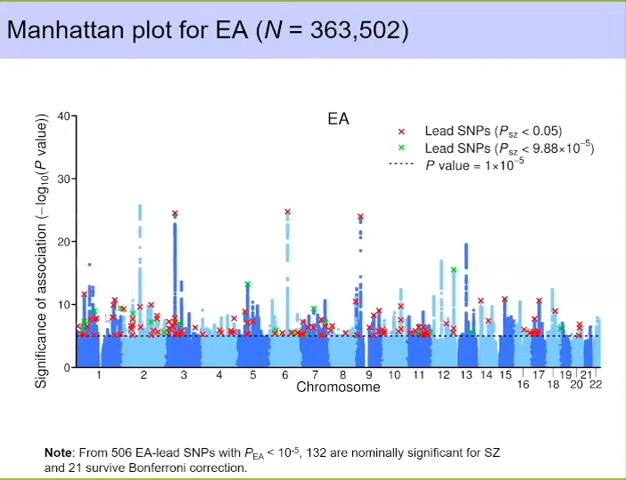 Manhattan plot for EA (N = 363,502)
EA
Lead SNPs (Psz < 0.05)
Lead SNPs (Psz < 9.88×10−5)
P value = 1×10−5
Significance of association (−log10(P value))
40
30
20
10
0
1 2 3 4 5 6 7 8 9 10 11 12 13 14 15 16 17 18 19 20 21 22
Chromosome
Note: From 506 EA-lead SNPs with PEA < 10-5, 132 are nominally significant for SZ
and 21 survive Bonferroni correction.